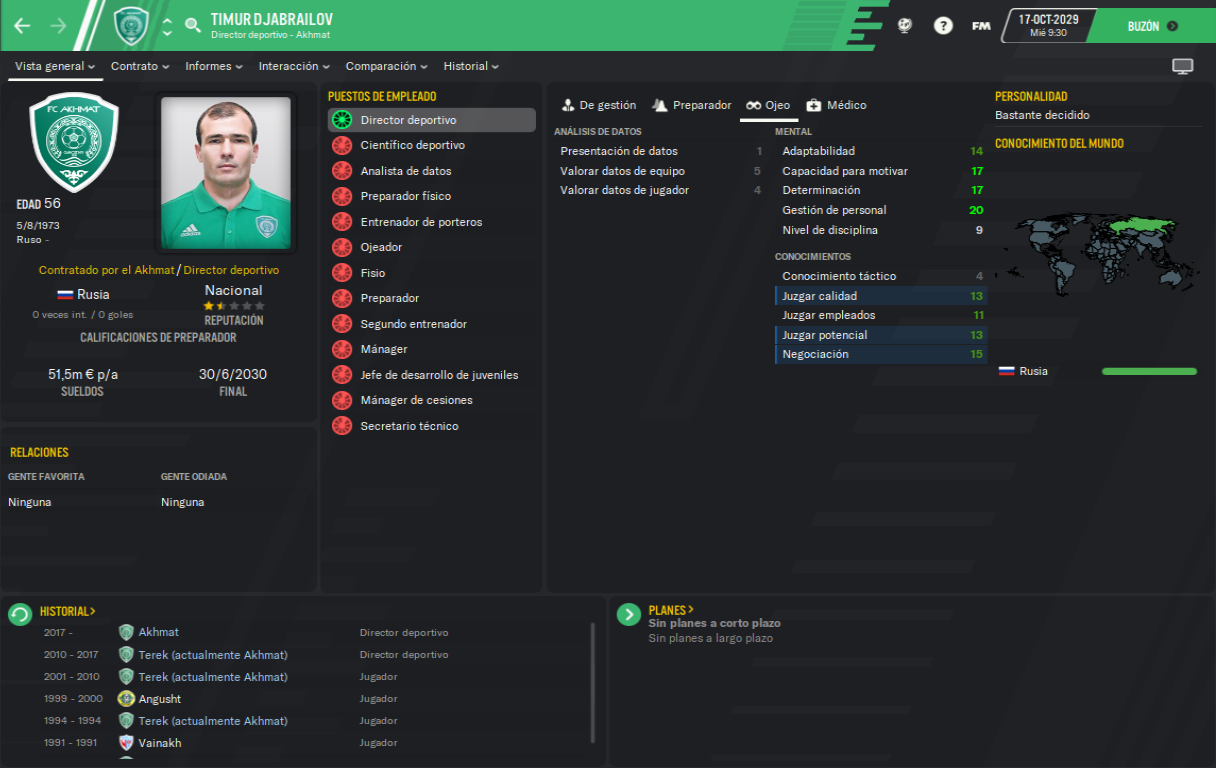 TIMUR DJABRAILOV
Director deportivo - Akhmat
?
FM
17-OCT-2029
Mié 9:30
BUZÓN
Vista general
Contrato
Informes
Interacción
Comparación
Historial
FC AKHMAT
EDAD 56
5/8/1973
Ruso -
adidas
Contratado por el Akhmat / Director deportivo
Rusia
0 veces int. / 0 goles
Nacional
REPUTACIÓN
CALIFICACIONES DE PREPARADOR
51,5m € p/a
SUELDOS
30/6/2030
FINAL
RELACIONES
GENTE FAVORITA
Ninguna
GENTE ODIADA
Ninguna
PUESTOS DE EMPLEADO
Director deportivo
Científico deportivo
Analista de datos
Preparador físico
Entrenador de porteros
Ojeador
Fisio
Preparador
Segundo entrenador
Mánager
Jefe de desarrollo de juveniles
Mánager de cesiones
Secretario técnico
De gestión
Preparador
Ojeo
Médico
ANÁLISIS DE DATOS
Presentación de datos 1
Valorar datos de equipo 5
Valorar datos de jugador 4
MENTAL
Adaptabilidad 14
Capacidad para motivar 17
Determinación 17
Gestión de personal 20
Nivel de disciplina 9
CONOCIMIENTOS
Conocimiento táctico 4
Juzgar calidad 13
Juzgar empleados 11
Juzgar potencial 13
Negociación 15
PERSONALIDAD
Bastante decidido
CONOCIMIENTO DEL MUNDO
Rusia
HISTORIAL >
2017 - Akhmat Director deportivo
2010 - 2017 Terek (actualmente Akhmat) Director deportivo
2001 - 2010 Terek (actualmente Akhmat) Jugador
1999 - 2000 Angusht Jugador
1994 - 1994 Terek (actualmente Akhmat) Jugador
1991 - 1991 Vainakh Jugador
PLANES >
Sin planes a corto plazo
Sin planes a largo plazo